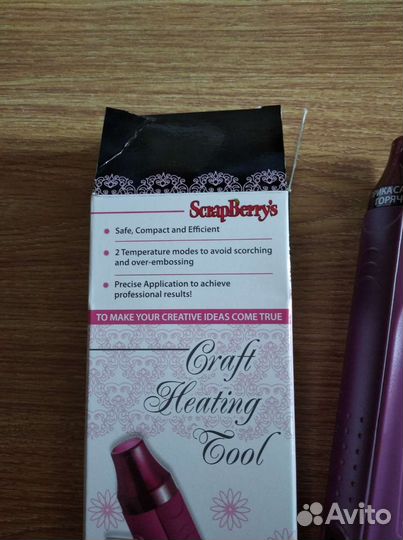 ScrapBerry's
Safe, Compact and Efficient
2 Temperature modes to avoid scorching
and over-embossing
Precise Application to achieve
professional results!
TO MAKE YOUR CREATIVE IDEAS COME TRUE
Craft
Heating
Tool
Avito